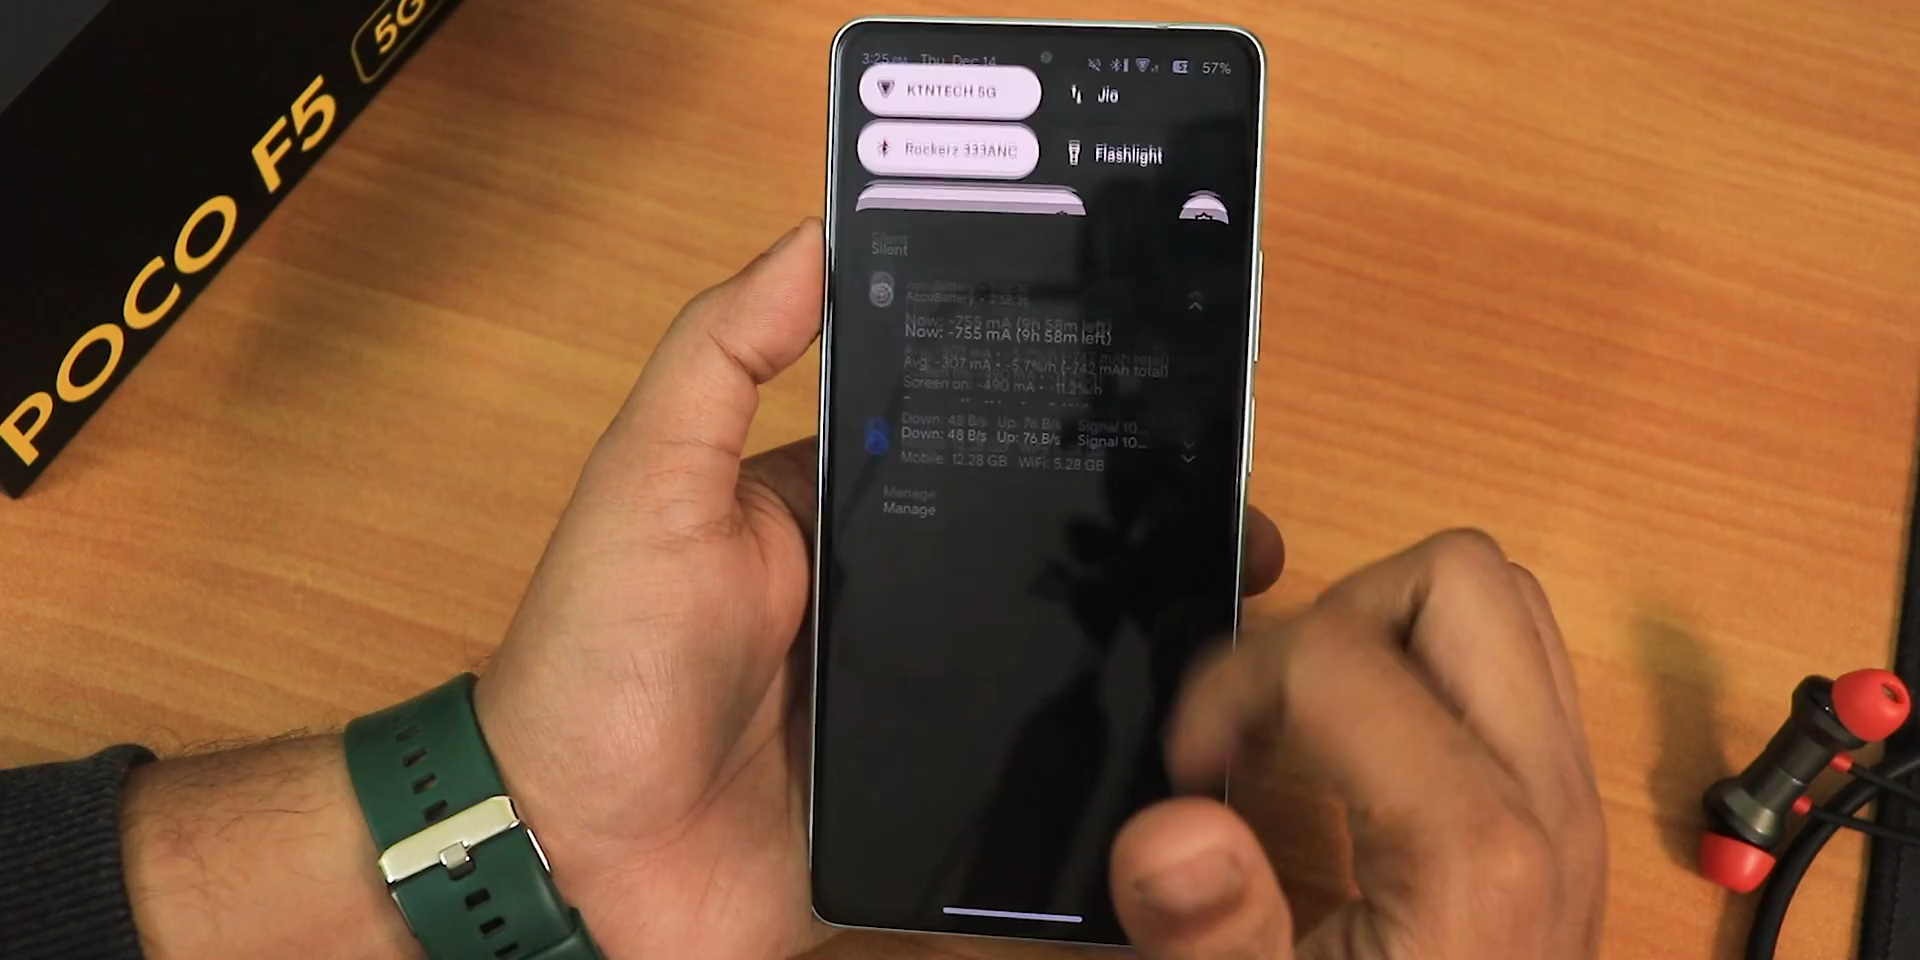 POCO F5
5G
3:25 PM Thu, Dec 14
57%
KTNTECH 5G
Jio
Rockerz 333ANC
Flashlight
Silent
AccuBattery
Now: -755 mA (9h 58m left)
Avg: -307 mA • -5.7%/h (-742 mAh total)
Screen on: -490 mA • -11.2%/h
Down: 48 B/s Up: 76 B/s Signal 10...
Mobile: 12.28 GB WiFi: 5.28 GB
Manage